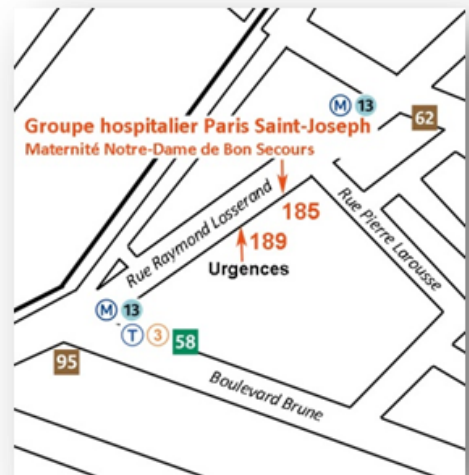 M 13
62
Groupe hospitalier Paris Saint-Joseph
Maternité Notre-Dame de Bon Secours
185
Rue Raymond Losserand
Rue Pierre Larousse
189
Urgences
M 13
T 3 58
95
Boulevard Brune